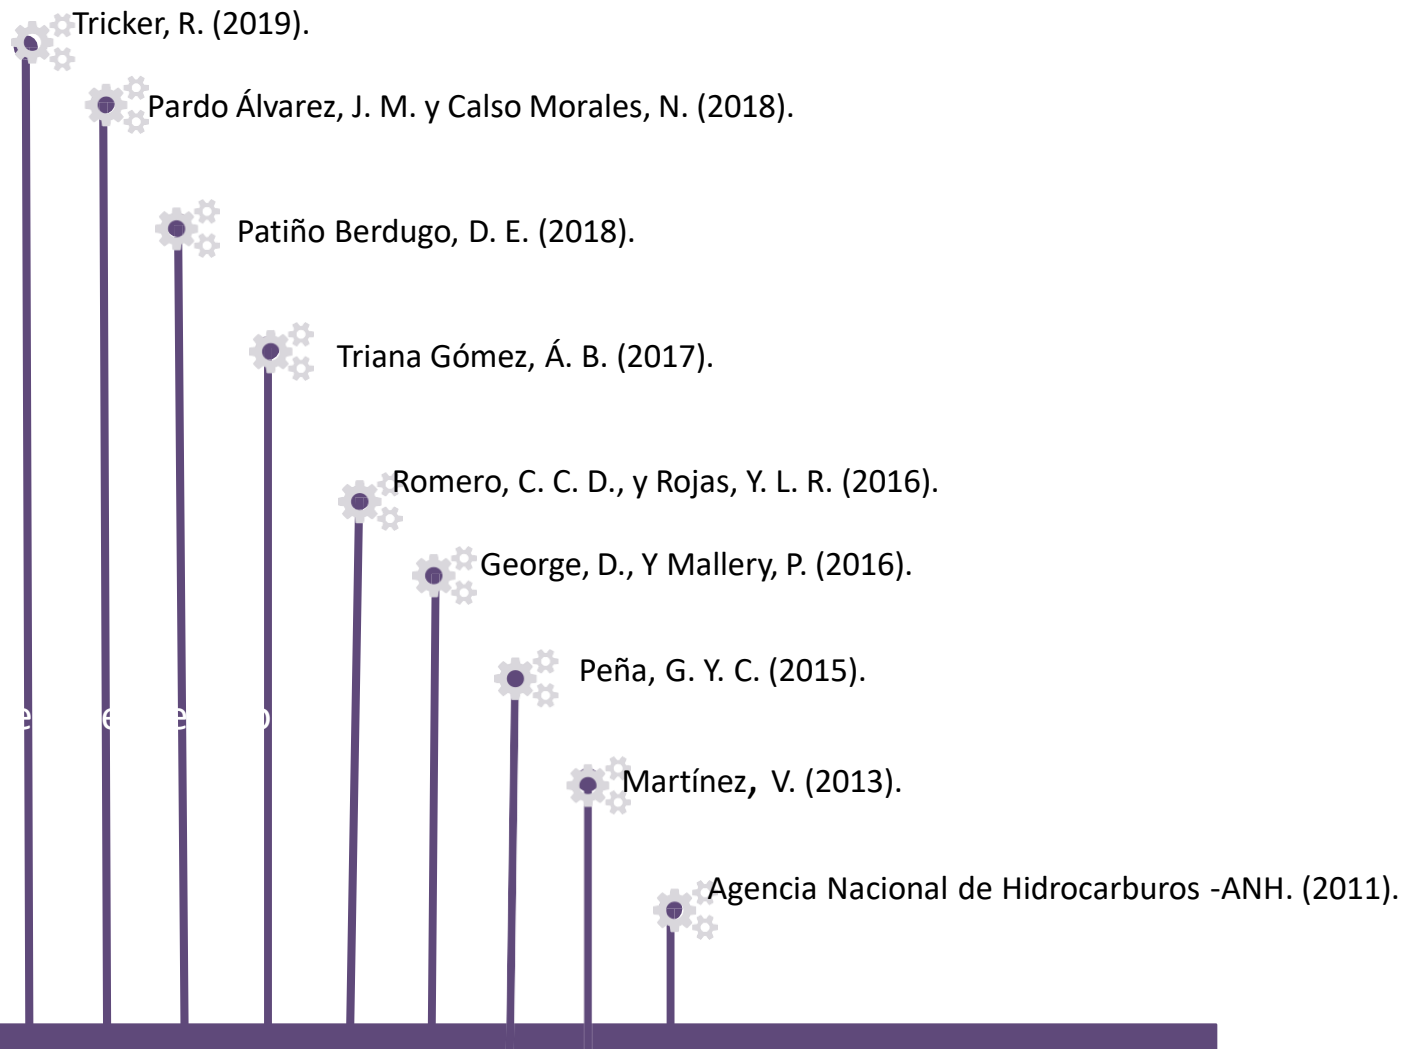 Tricker, R. (2019).
Pardo Álvarez, J. M. y Calso Morales, N. (2018).
Patiño Berdugo, D. E. (2018).
Triana Gómez, Á. B. (2017).
Romero, C. C. D., y Rojas, Y. L. R. (2016).
George, D., Y Mallery, P. (2016).
Peña, G. Y. C. (2015).
Martínez, V. (2013).
Agencia Nacional de Hidrocarburos -ANH. (2011).